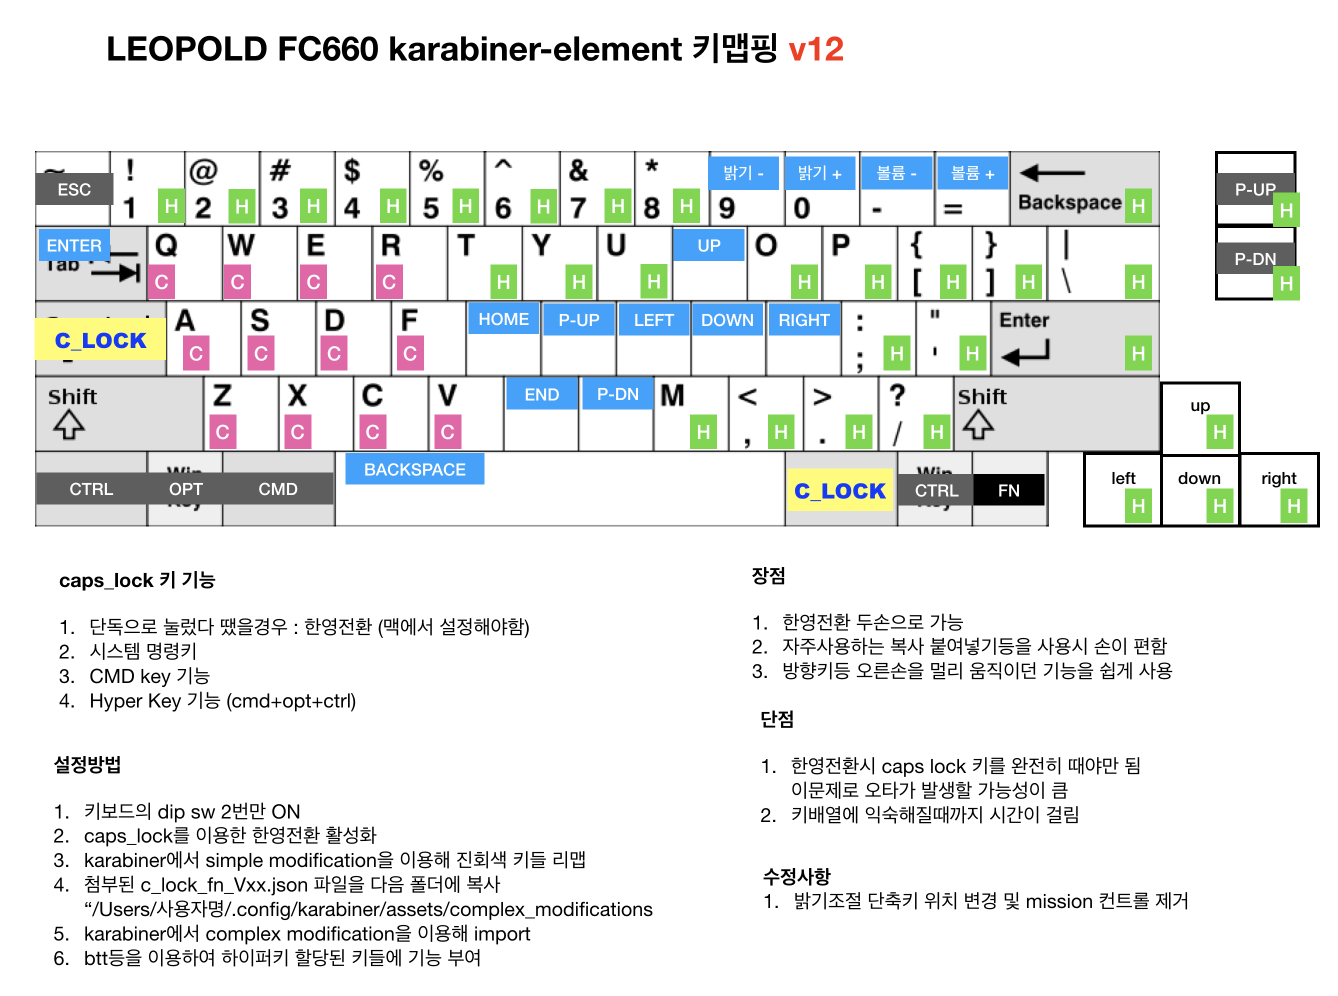 LEOPOLD FC660 karabiner-element 키맵핑 v12
~ ! @ # $ % ^ & * 밝기 - 밝기 + 볼륨 - 볼륨 +
ESC 1 H 2 H 3 H 4 H 5 H 6 H 7 H 8 H 9 0 - = Backspace H
P-UP H
ENTER Q W E R T Y U UP O P { } |
Tab C C C C H H H H H [ H ] H \ H
P-DN H
C_LOCK A S D F HOME P-UP LEFT DOWN RIGHT : " Enter
C C C C ; H ' H H
Shift Z X C V END P-DN M < > ? Shift
C C C C H , H . H / H
up H
CTRL OPT CMD BACKSPACE C_LOCK CTRL FN
Win Key Win Key
left H down H right H
caps_lock 키 기능
1. 단독으로 눌렀다 땠을경우 : 한영전환 (맥에서 설정해야함)
2. 시스템 명령키
3. CMD key 기능
4. Hyper Key 기능 (cmd+opt+ctrl)
설정방법
1. 키보드의 dip sw 2번만 ON
2. caps_lock를 이용한 한영전환 활성화
3. karabiner에서 simple modification을 이용해 진회색 키들 리맵
4. 첨부된 c_lock_fn_Vxx.json 파일을 다음 폴더에 복사
“/Users/사용자명/.config/karabiner/assets/complex_modifications
5. karabiner에서 complex modification을 이용해 import
6. btt등을 이용하여 하이퍼키 할당된 키들에 기능 부여
장점
1. 한영전환 두손으로 가능
2. 자주사용하는 복사 붙여넣기등을 사용시 손이 편함
3. 방향키등 오른손을 멀리 움직이던 기능을 쉽게 사용
단점
1. 한영전환시 caps lock 키를 완전히 때야만 됨
이문제로 오타가 발생할 가능성이 큼
2. 키배열에 익숙해질때까지 시간이 걸림
수정사항
1. 밝기조절 단축키 위치 변경 및 mission 컨트롤 제거